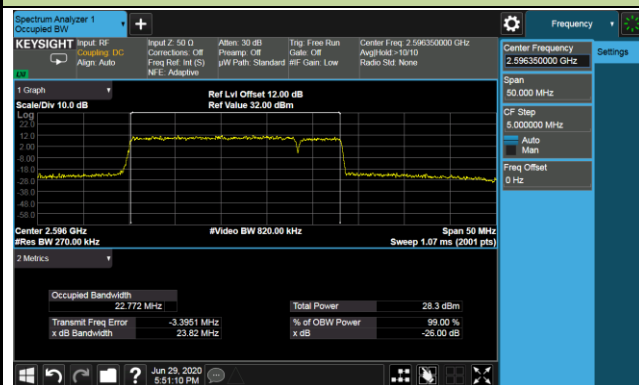 Spectrum Analyzer 1
Occupied BW
+
Frequency
KEYSIGHT
Input: RF
Coupling: DC
Align: Auto
Input Z: 50 Ω
Corrections: Off
Freq Ref: Int (S)
NFE: Adaptive
Atten: 30 dB
Preamp: Off
µW Path: Standard
Trig: Free Run
Gate: Off
#IF Gain: Low
Center Freq: 2.596350000 GHz
Avg|Hold:>10/10
Radio Std: None
LXI
Center Frequency
2.596350000 GHz
Settings
Span
50.000 MHz
CF Step
5.000000 MHz
Auto
Man
Freq Offset
0 Hz
1 Graph
Scale/Div 10.0 dB
Ref Lvl Offset 12.00 dB
Ref Value 32.00 dBm
Log
22.0
12.0
2.00
-8.00
-18.0
-28.0
-38.0
-48.0
-58.0
Center 2.596 GHz
#Res BW 270.00 kHz
#Video BW 820.00 kHz
Span 50 MHz
Sweep 1.07 ms (2001 pts)
2 Metrics
Occupied Bandwidth
22.772 MHz
Total Power 28.3 dBm
Transmit Freq Error -3.3951 MHz
% of OBW Power 99.00 %
x dB Bandwidth 23.82 MHz
x dB -26.00 dB
?
Jun 29, 2020
5:51:10 PM